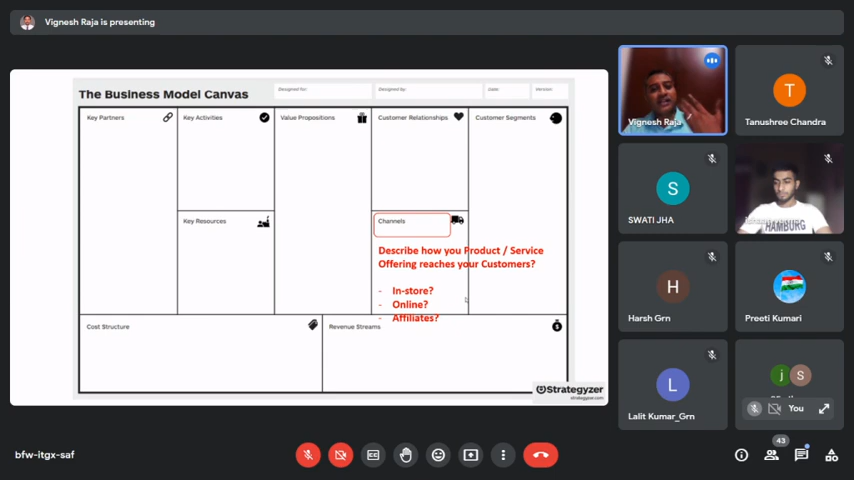 Vignesh Raja is presenting
The Business Model Canvas
Designed for:
Designed by:
Date:
Version:
Key Partners
Key Activities
Value Propositions
Customer Relationships
Customer Segments
Key Resources
Channels
Describe how you Product / Service
Offering reaches your Customers?
- In-store?
- Online?
- Affiliates?
Cost Structure
Revenue Streams
Strategyzer
strategyzer.com
Vignesh Raja
T
Tanushree Chandra
S
SWATI JHA
HAMBURG
H
Harsh Grn
Preeti Kumari
L
Lalit Kumar_Grn
j
S
You
bfw-itgx-saf
CC
43